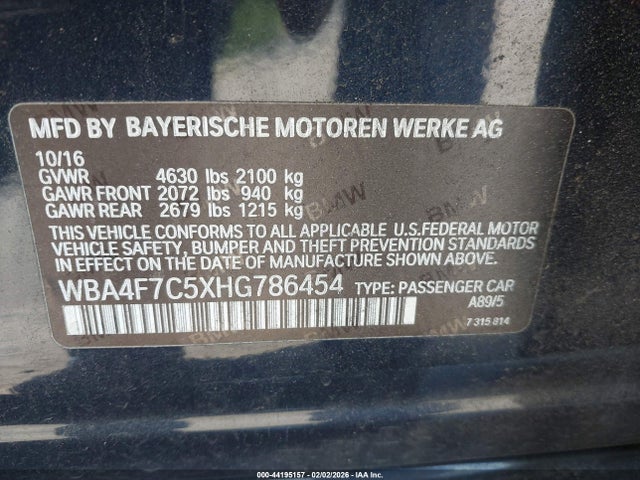 MFD BY BAYERISCHE MOTOREN WERKE AG
10/16
GVWR 4630 lbs 2100 kg
GAWR FRONT 2072 lbs 940 kg
GAWR REAR 2679 lbs 1215 kg
THIS VEHICLE CONFORMS TO ALL APPLICABLE U.S.FEDERAL MOTOR
VEHICLE SAFETY, BUMPER AND THEFT PREVENTION STANDARDS
IN EFFECT ON THE DATE OF MANUFACTURE SHOWN ABOVE.
WBA4F7C5XHG786454 TYPE: PASSENGER CAR
A89/5
7 315 814
000-44195157 - 02/02/2026 - IAA Inc.